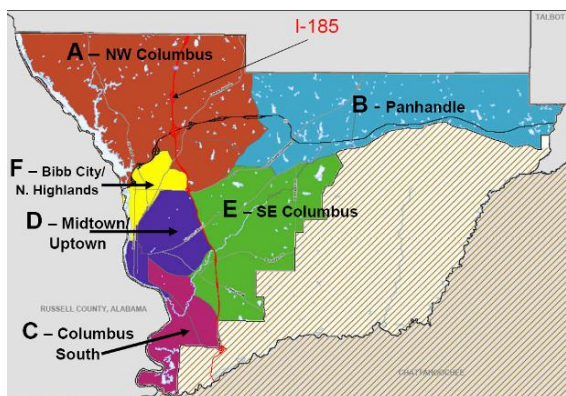 TALBOT
I-185
A - NW Columbus
B - Panhandle
F - Bibb City/
N. Highlands
E - SE Columbus
D - Midtown/
Uptown
RUSSELL COUNTY, ALABAMA
C - Columbus
South
CHATTAHOOCHEE